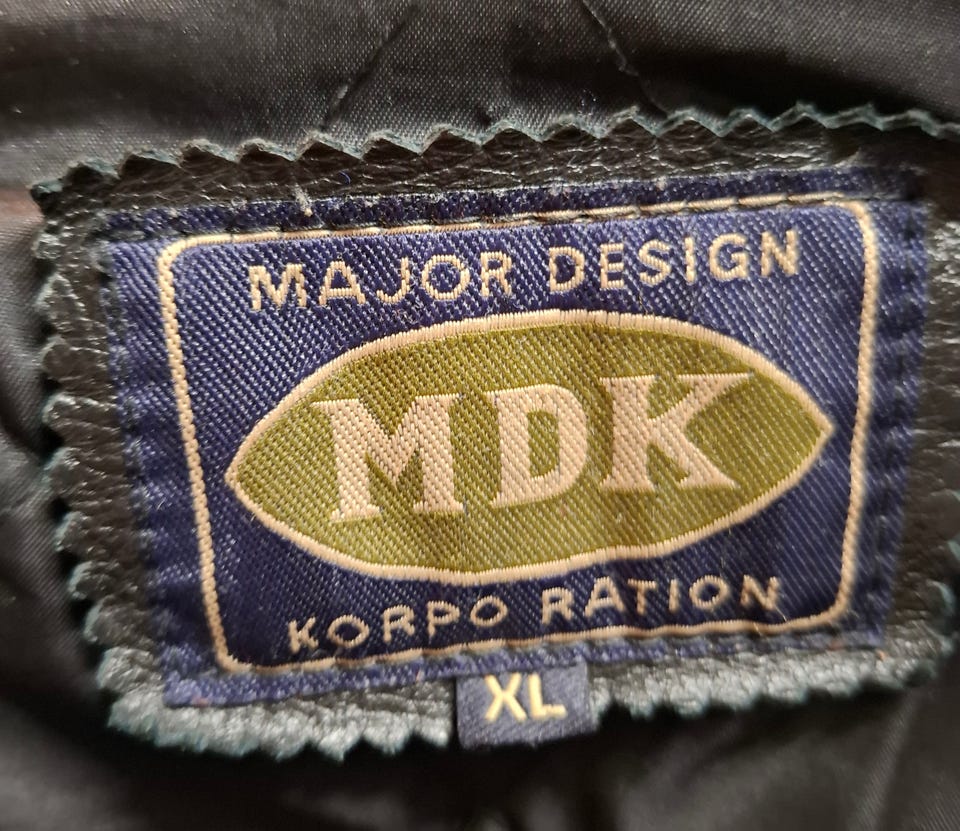 MAJOR DESIGN
MDK
KORPO RATION
XL